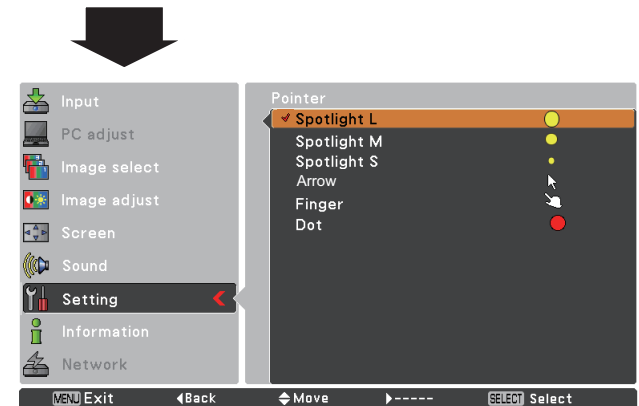 Input
PC adjust
Image select
Image adjust
Screen
Sound
Setting
Information
Network
Pointer
Spotlight L
Spotlight M
Spotlight S
Arrow
Finger
Dot
MENU Exit ◀Back Move ▶----- SELECT Select